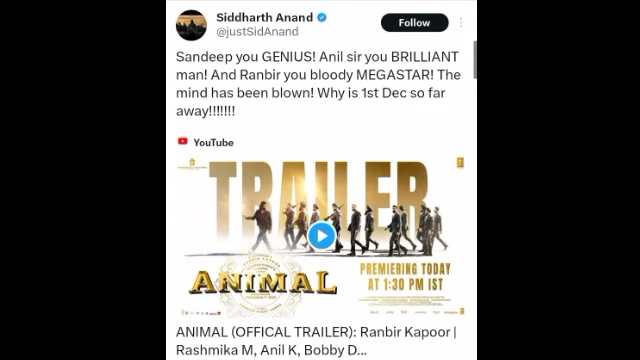 Siddharth Anand
@justSidAnand
Follow
Sandeep you GENIUS! Anil sir you BRILLIANT
man! And Ranbir you bloody MEGASTAR! The
mind has been blown! Why is 1st Dec so far
away!!!!!!!
YouTube
TRAILER
ANIMAL
PREMIERING TODAY
AT 1:30 PM IST
ANIMAL (OFFICAL TRAILER): Ranbir Kapoor |
Rashmika M, Anil K, Bobby D...